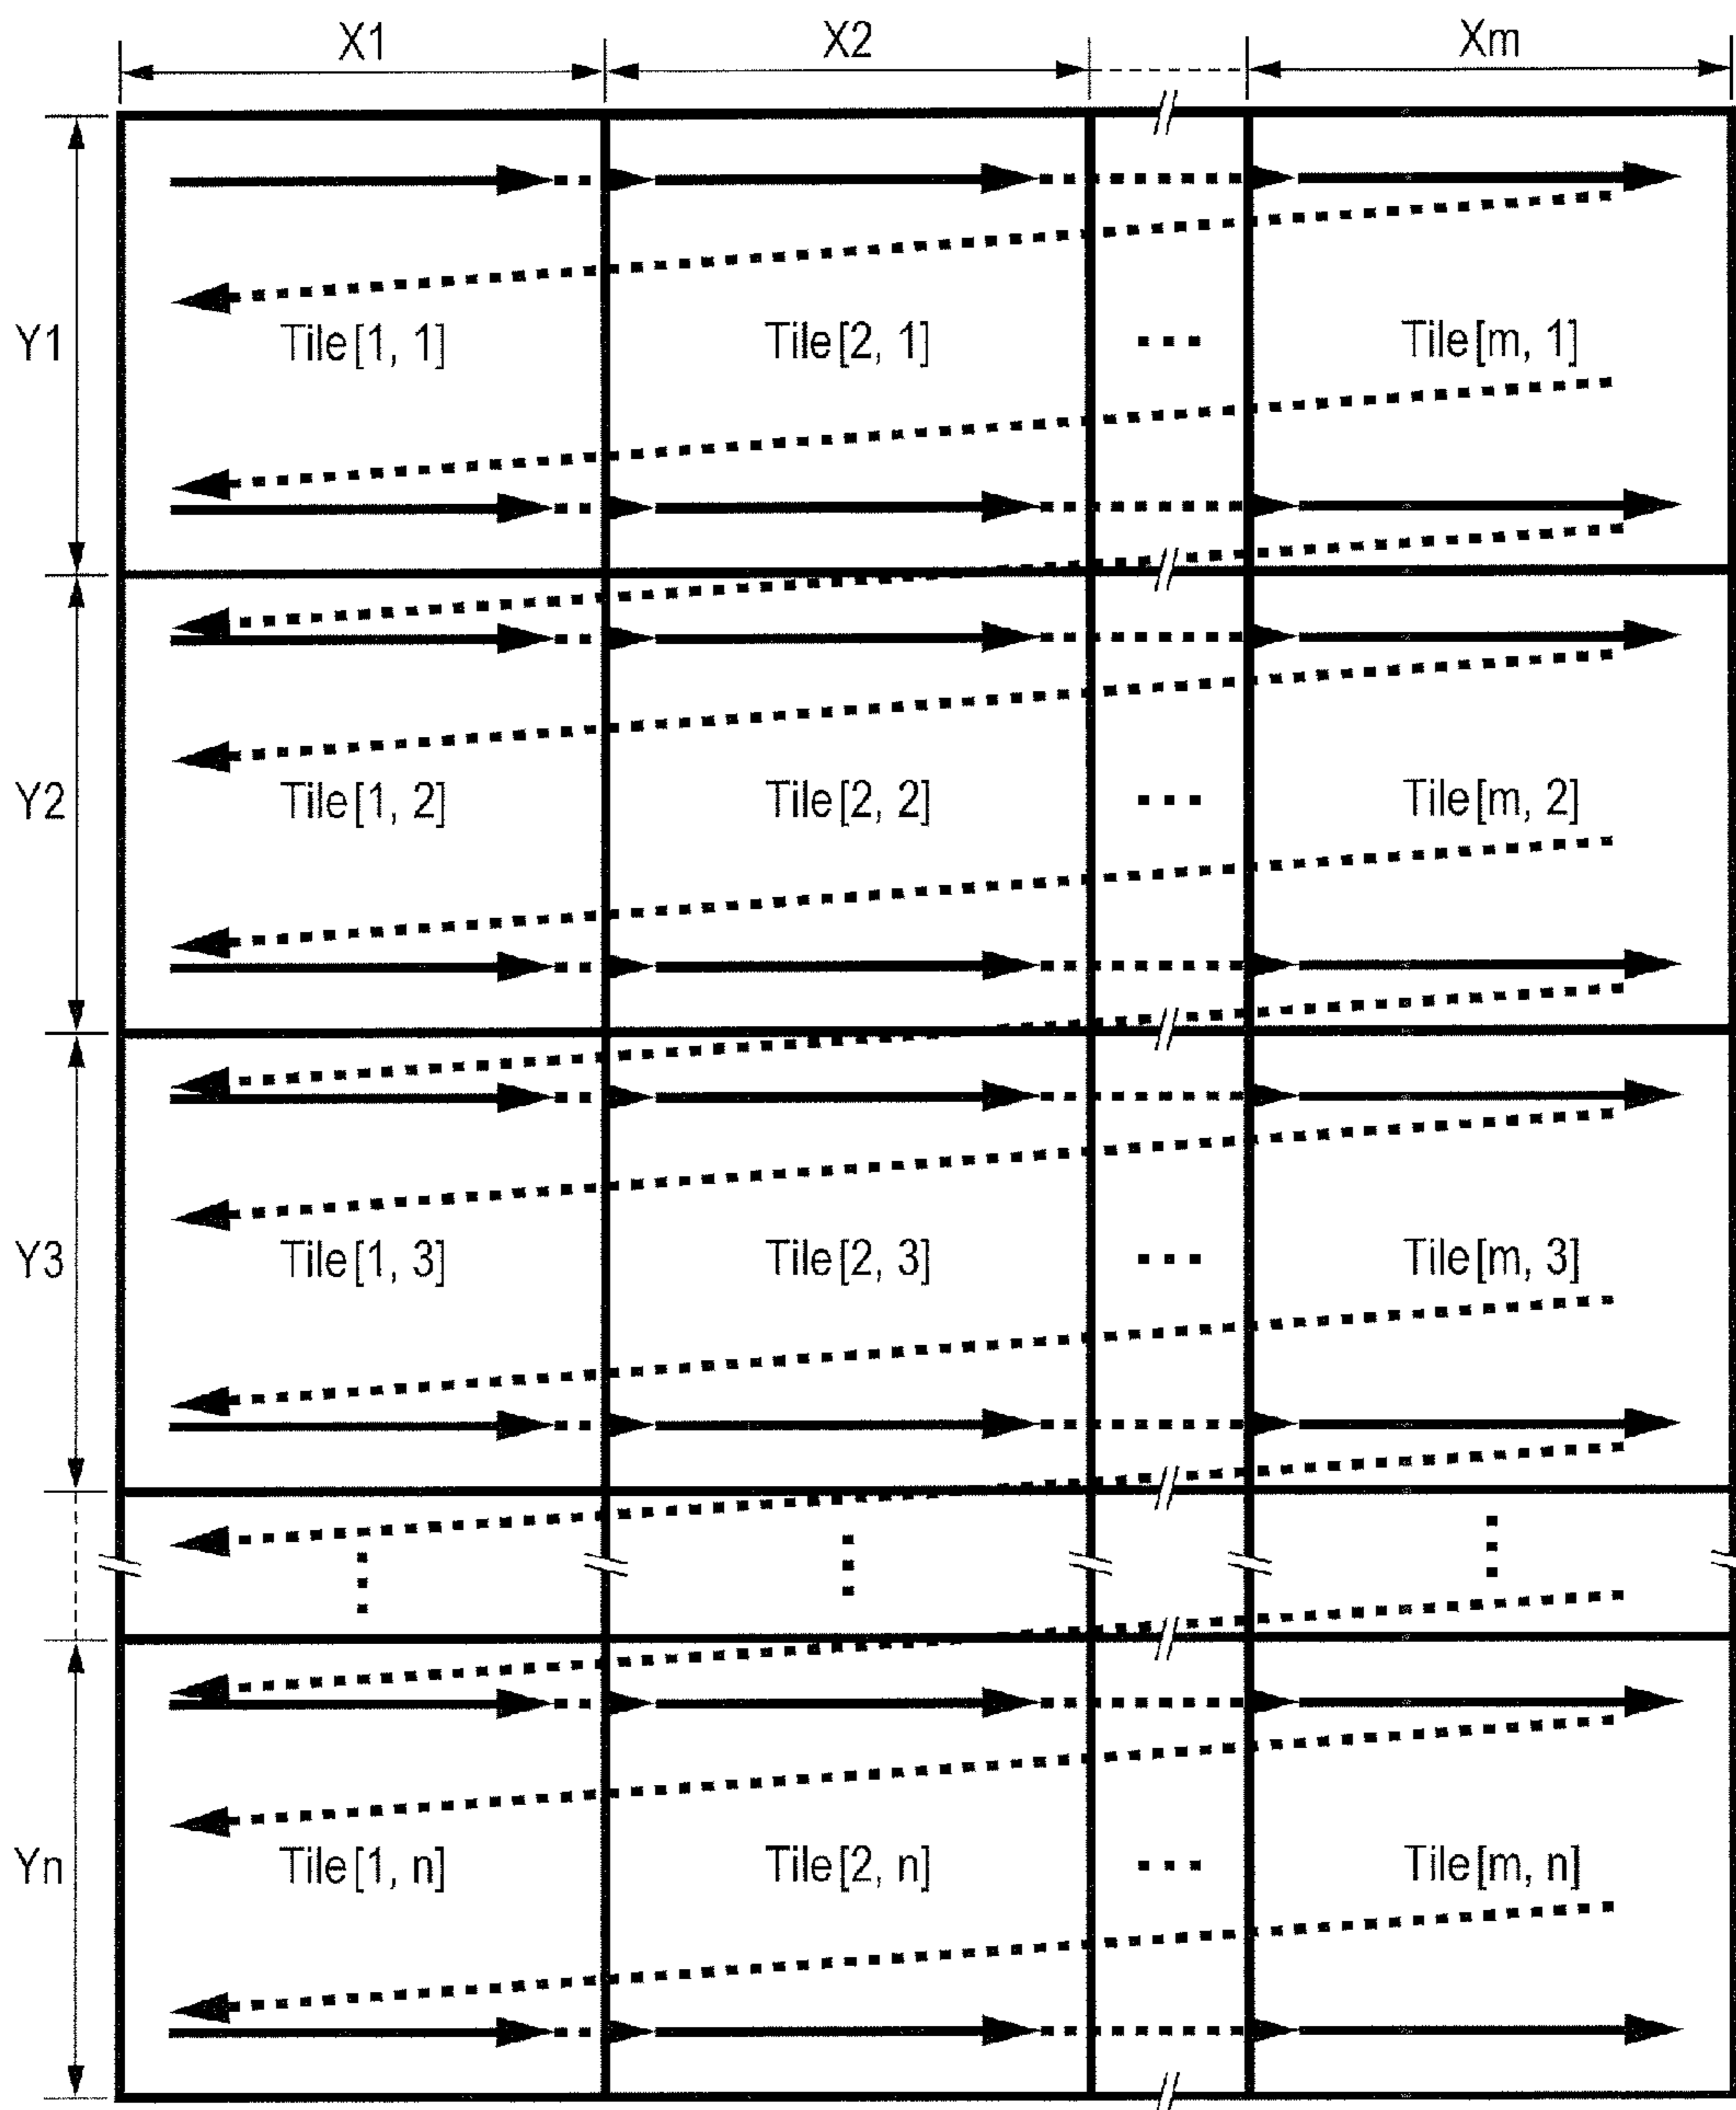 X1 X2 Xm
Y1 Tile[1, 1] Tile[2, 1] ... Tile[m, 1]
Y2 Tile[1, 2] Tile[2, 2] ... Tile[m, 2]
Y3 Tile[1, 3] Tile[2, 3] ... Tile[m, 3]
Yn Tile[1, n] Tile[2, n] ... Tile[m, n]